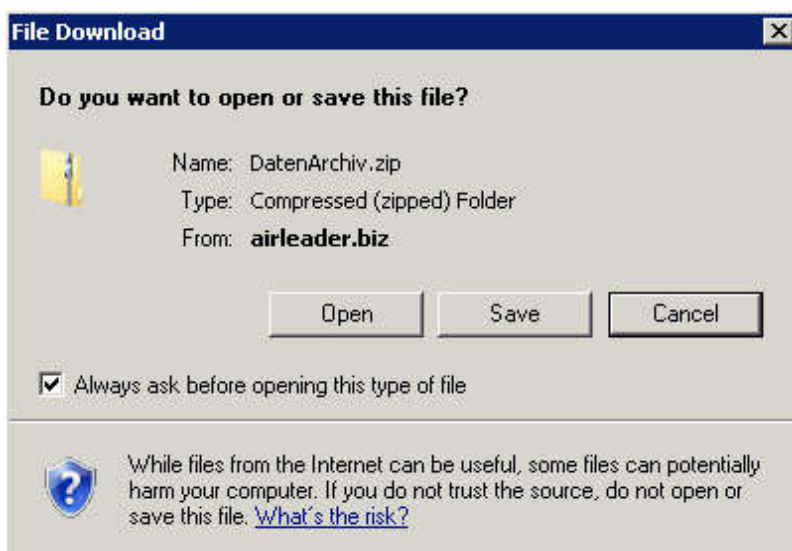 File Download
Do you want to open or save this file?
Name: DatenArchiv.zip
Type: Compressed (zipped) Folder
From: airleader.biz
Open Save Cancel
Always ask before opening this type of file
While files from the Internet can be useful, some files can potentially
harm your computer. If you do not trust the source, do not open or
save this file. What's the risk?